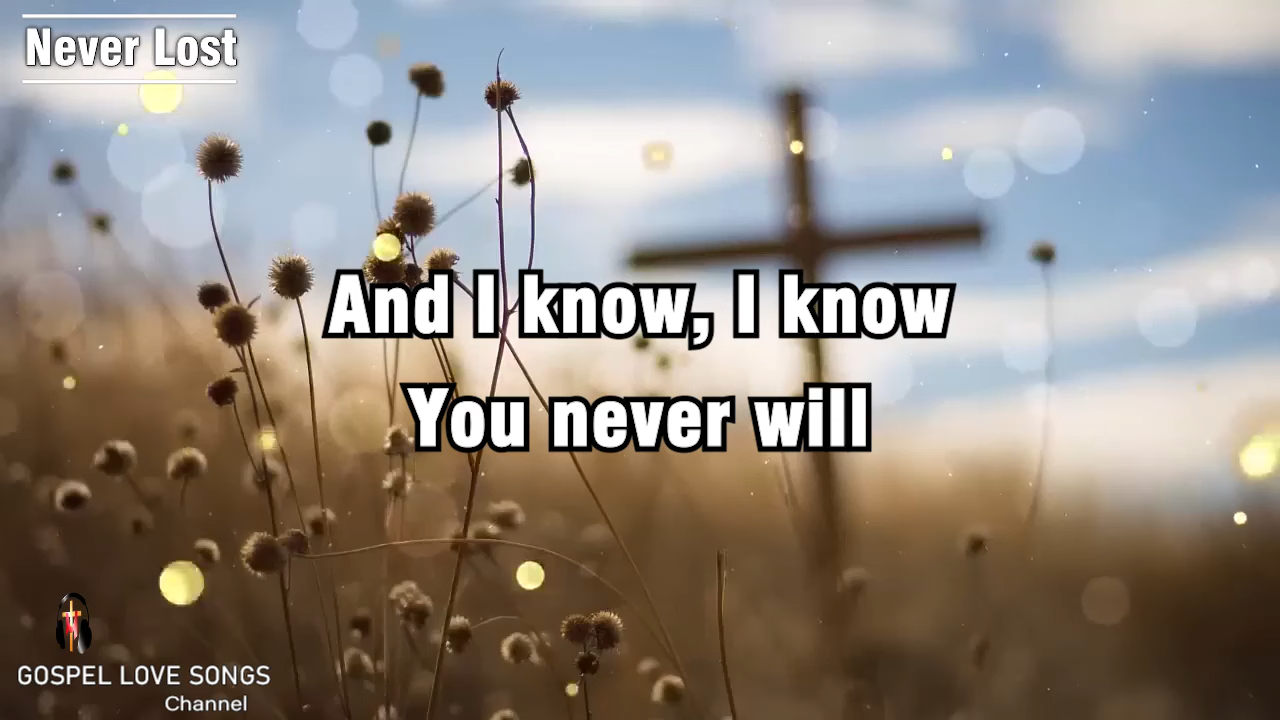 Never Lost
And I know, I know
You never will
GOSPEL LOVE SONGS
Channel